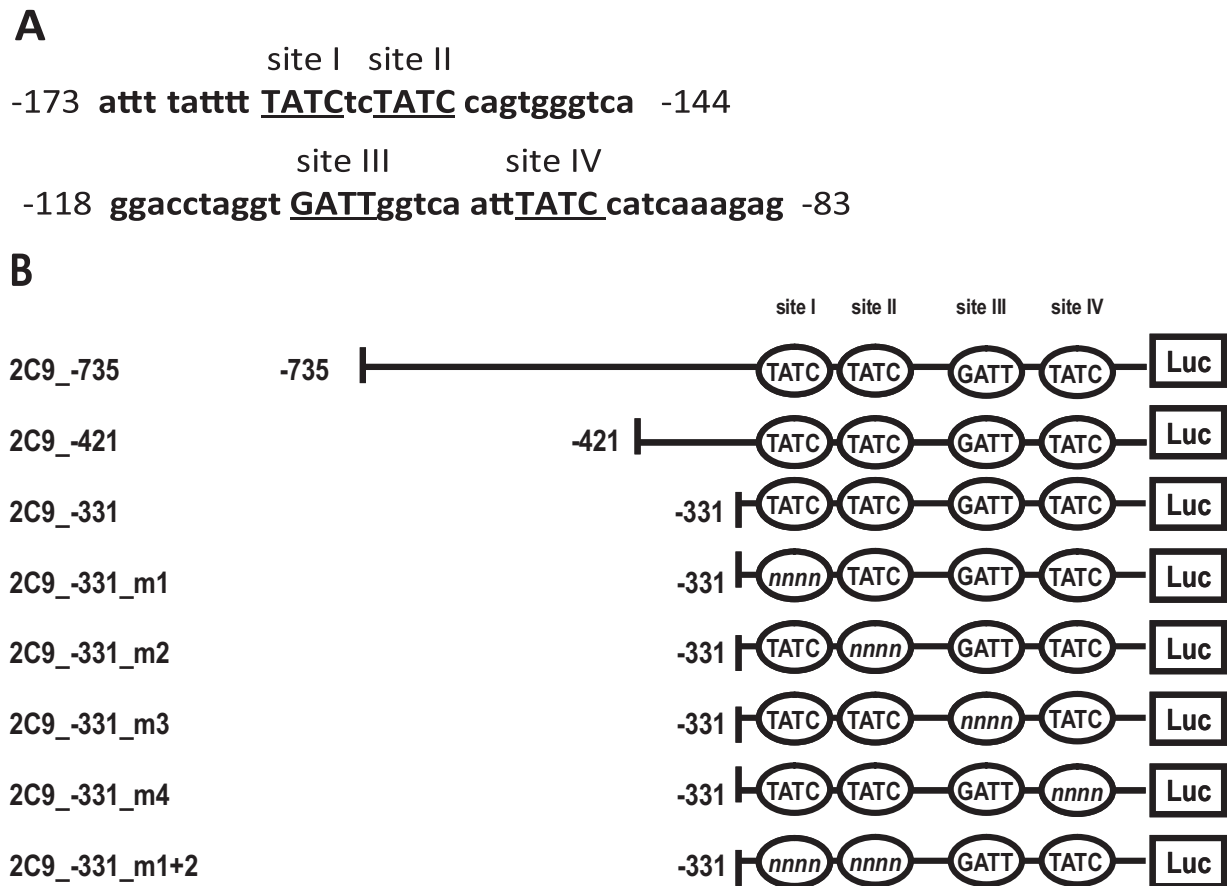 A
site I site II
-173 attt tatttt TATCtcTATC cagtgggtca -144
site III site IV
-118 ggacctaggt GATTggtca attTATC catcaaagag -83
B
site I site II site III site IV
2C9_-735 -735 TATC TATC GATT TATC Luc
2C9_-421 -421 TATC TATC GATT TATC Luc
2C9_-331 -331 TATC TATC GATT TATC Luc
2C9_-331_m1 -331 nnnn TATC GATT TATC Luc
2C9_-331_m2 -331 TATC nnnn GATT TATC Luc
2C9_-331_m3 -331 TATC TATC nnnn TATC Luc
2C9_-331_m4 -331 TATC TATC GATT nnnn Luc
2C9_-331_m1+2 -331 nnnn nnnn GATT TATC Luc